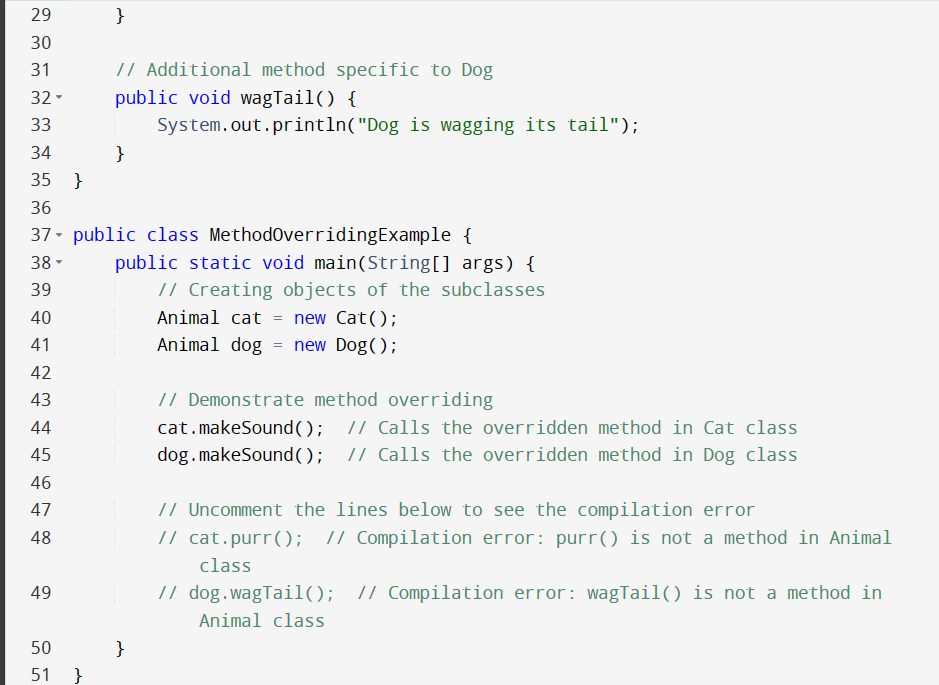 29 }
30
31 // Additional method specific to Dog
32 public void wagTail() {
33 System.out.println("Dog is wagging its tail");
34 }
35 }
36
37 public class MethodOverridingExample {
38 public static void main(String[] args) {
39 // Creating objects of the subclasses
40 Animal cat = new Cat();
41 Animal dog = new Dog();
42
43 // Demonstrate method overriding
44 cat.makeSound();  // Calls the overridden method in Cat class
45 dog.makeSound();  // Calls the overridden method in Dog class
46
47 // Uncomment the lines below to see the compilation error
48 // cat.purr();  // Compilation error: purr() is not a method in Animal
class
49 // dog.wagTail();  // Compilation error: wagTail() is not a method in
Animal class
50 }
51 }